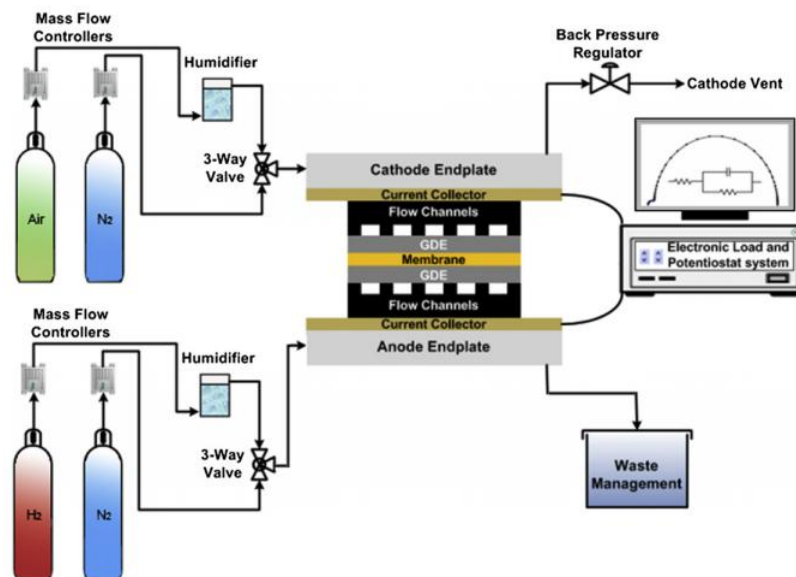 Mass Flow
Controllers
Humidifier
3-Way
Valve
Air
N2
Back Pressure
Regulator
Cathode Vent
Cathode Endplate
Current Collector
Flow Channels
GDE
Membrane
GDE
Flow Channels
Current Collector
Anode Endplate
Electronic Load and
Potentiostat system
Mass Flow
Controllers
Humidifier
3-Way
Valve
H2
N2
Waste
Management